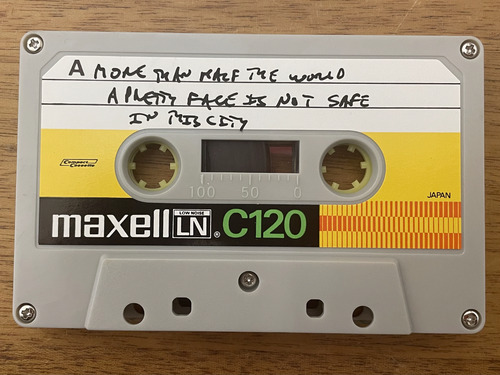 A MORE THAN HALF THE WORLD
A PRETTY FACE IS NOT SAFE
IN THIS CITY
Compact Cassette
100 50 0
JAPAN
maxell LOW NOISE LN ® C120